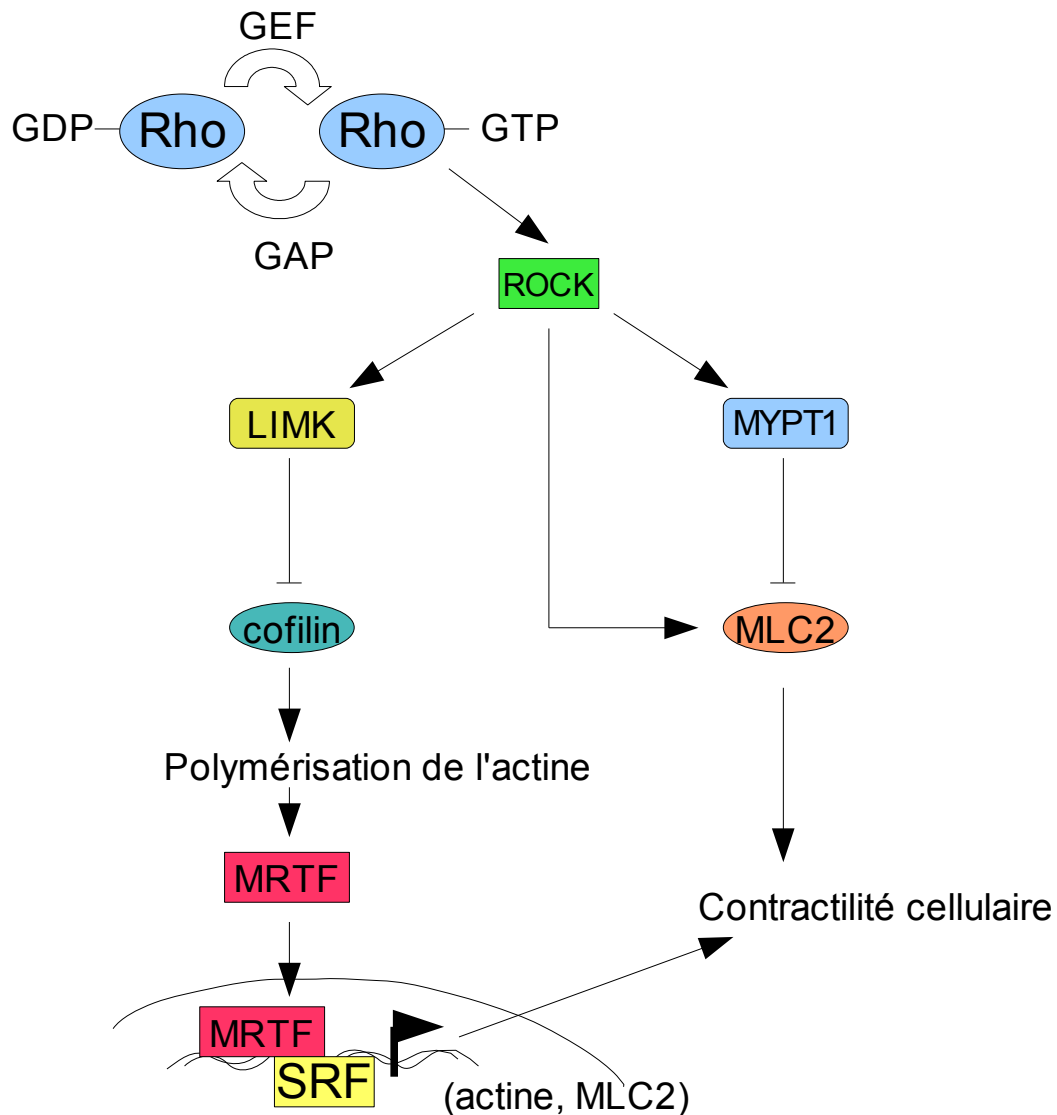 GEF
GDP Rho Rho GTP
GAP
ROCK
LIMK MYPT1
cofilin MLC2
Polymérisation de l'actine
MRTF
Contractilité cellulaire
MRTF
SRF
(actine, MLC2)